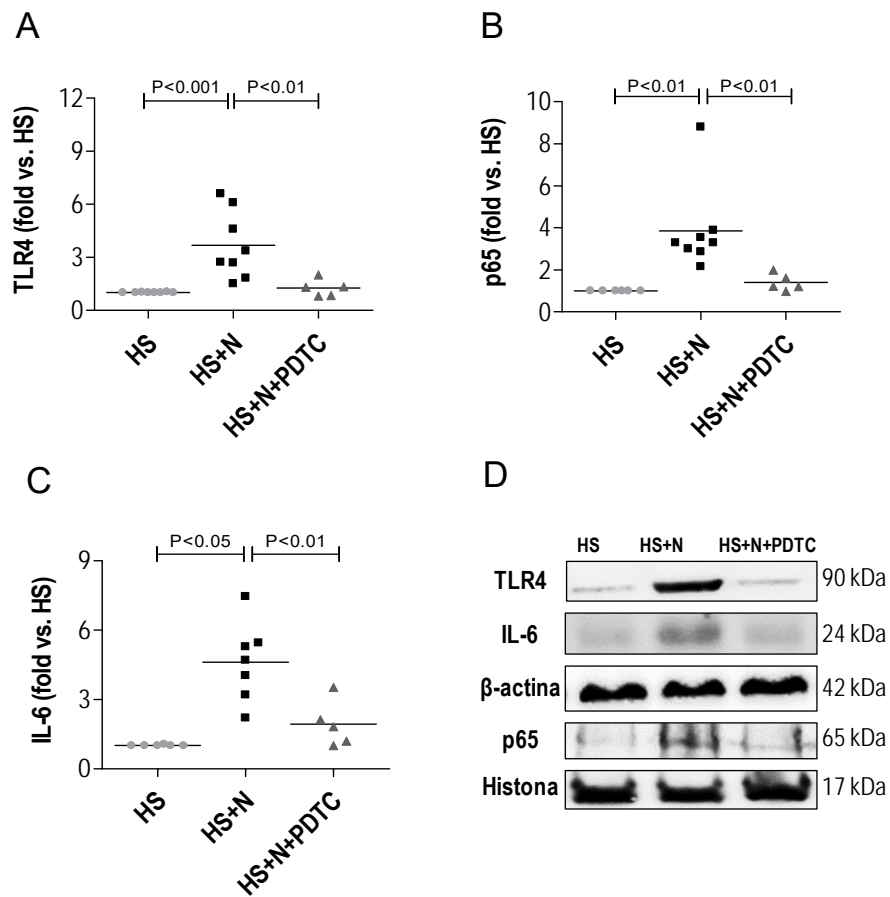 A
P<0.001
P<0.01
TLR4 (fold vs. HS)
12
9
6
3
0
HS
HS+N
HS+N+PDTC
B
P<0.01
P<0.01
p65 (fold vs. HS)
10
8
6
4
2
0
HS
HS+N
HS+N+PDTC
C
P<0.05
P<0.01
IL-6 (fold vs. HS)
9
6
3
0
HS
HS+N
HS+N+PDTC
D
HS HS+N HS+N+PDTC
TLR4 90 kDa
IL-6 24 kDa
β-actina 42 kDa
p65 65 kDa
Histona 17 kDa